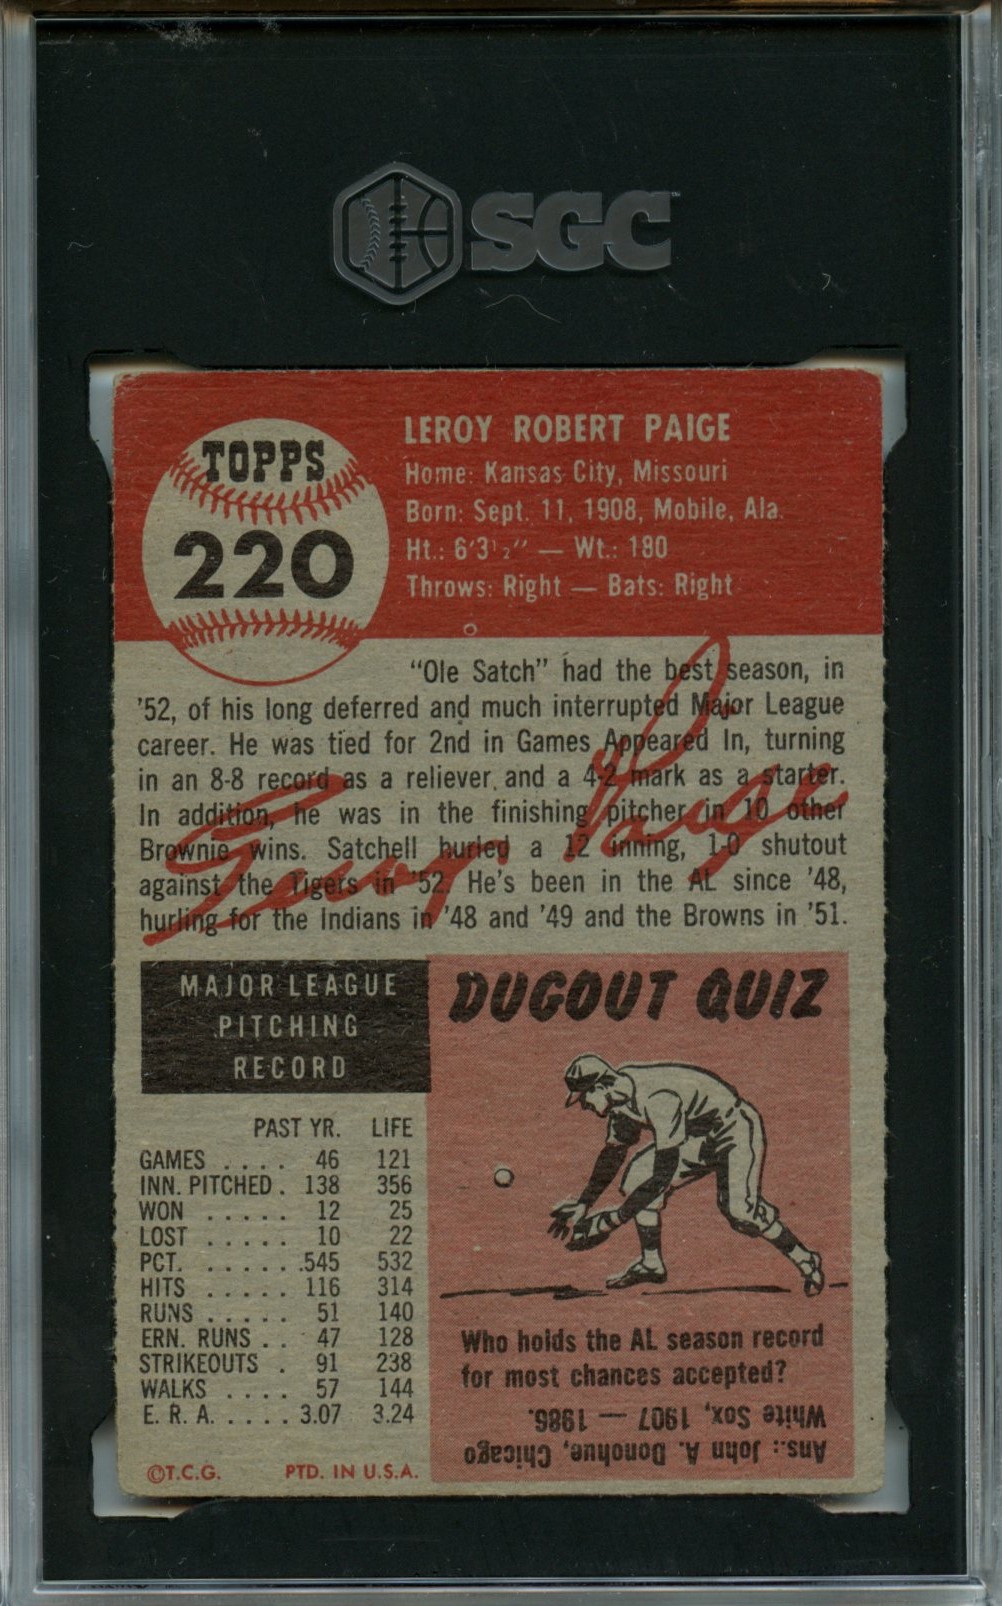 SGC
TOPPS
220
LEROY ROBERT PAIGE
Home: Kansas City, Missouri
Born: Sept. 11, 1908, Mobile, Ala.
Ht.: 6'3½" — Wt.: 180
Throws: Right — Bats: Right
"Ole Satch" had the best season, in
'52, of his long deferred and much interrupted Major League
career. He was tied for 2nd in Games Appeared In, turning
in an 8-8 record as a reliever and a 4-2 mark as a starter.
In addition, he was in the finishing pitcher in 10 other
Brownie wins. Satchell hurled a 12 inning, 1-0 shutout
against the Tigers in '52. He's been in the AL since '48,
hurling for the Indians in '48 and '49 and the Browns in '51.
Leroy Paige
MAJOR LEAGUE
PITCHING
RECORD
PAST YR. LIFE
GAMES .... 46 121
INN. PITCHED . 138 356
WON ..... 12 25
LOST ..... 10 22
PCT. ...... .545 532
HITS ..... 116 314
RUNS ..... 51 140
ERN. RUNS .. 47 128
STRIKEOUTS . 91 238
WALKS .... 57 144
E. R. A. .... 3.07 3.24
©T.C.G. PTD. IN U.S.A.
DUGOUT QUIZ
Who holds the AL season record
for most chances accepted?
Ans.: John A. Donohue, Chicago
White Sox, 1907 — 1986.